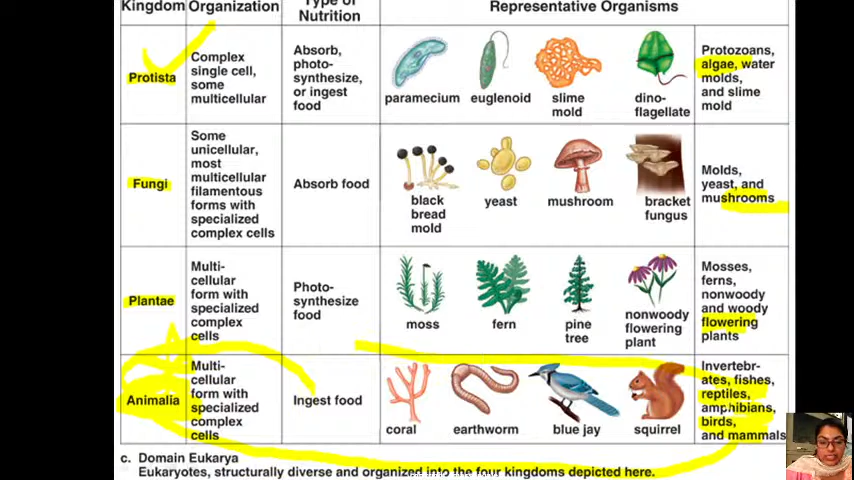 Kingdom
Organization
Type of
Nutrition
Representative Organisms
Protista
Complex
single cell,
some
multicellular
Absorb,
photo-
synthesize,
or ingest
food
paramecium
euglenoid
slime
mold
dino-
flagellate
Protozoans,
algae, water
molds,
and slime
mold
Fungi
Some
unicellular,
most
multicellular
filamentous
forms with
specialized
complex cells
Absorb food
black
bread
mold
yeast
mushroom
bracket
fungus
Molds,
yeast, and
mushrooms
Plantae
Multi-
cellular
form with
specialized
complex
cells
Photo-
synthesize
food
moss
fern
pine
tree
nonwoody
flowering
plant
Mosses,
ferns,
nonwoody
and woody
flowering
plants
Animalia
Multi-
cellular
form with
specialized
complex
cells
Ingest food
coral
earthworm
blue jay
squirrel
Invertebr-
ates, fishes,
reptiles,
amphibians,
birds,
and mammals
c. Domain Eukarya
Eukaryotes, structurally diverse and organized into the four kingdoms depicted here.